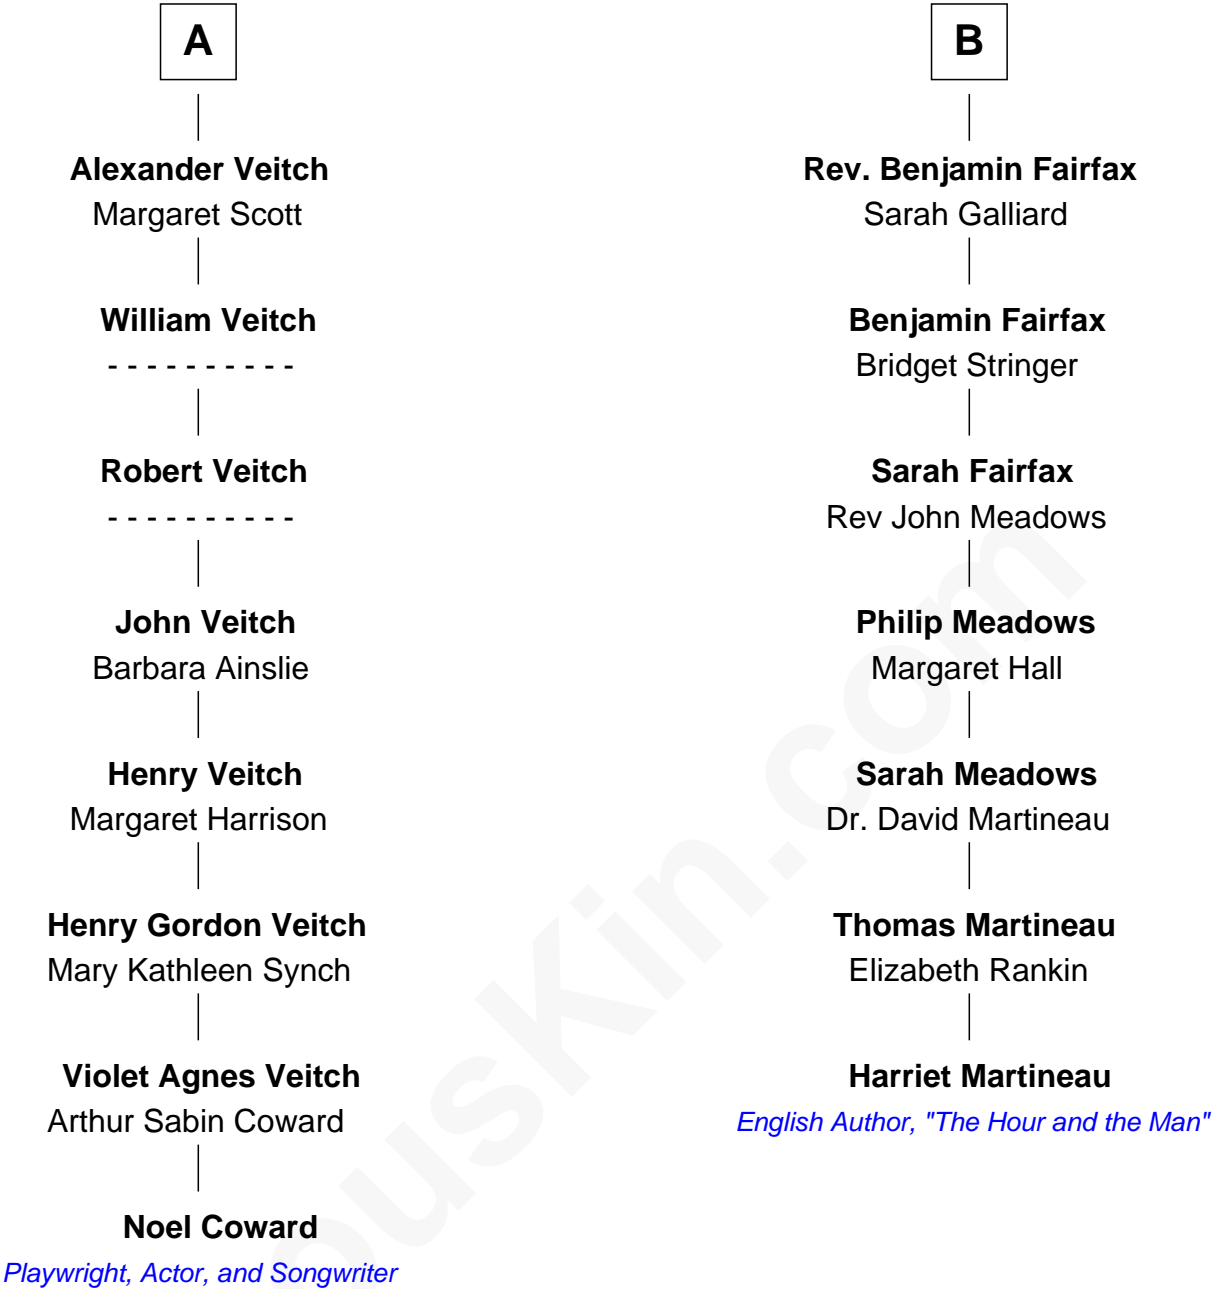 A
Alexander Veitch
Margaret Scott
William Veitch
- - - - - - - - - -
Robert Veitch
- - - - - - - - - -
John Veitch
Barbara Ainslie
Henry Veitch
Margaret Harrison
Henry Gordon Veitch
Mary Kathleen Synch
Violet Agnes Veitch
Arthur Sabin Coward
Noel Coward
Playwright, Actor, and Songwriter
B
Rev. Benjamin Fairfax
Sarah Galliard
Benjamin Fairfax
Bridget Stringer
Sarah Fairfax
Rev John Meadows
Philip Meadows
Margaret Hall
Sarah Meadows
Dr. David Martineau
Thomas Martineau
Elizabeth Rankin
Harriet Martineau
English Author, "The Hour and the Man"
ousKin.com